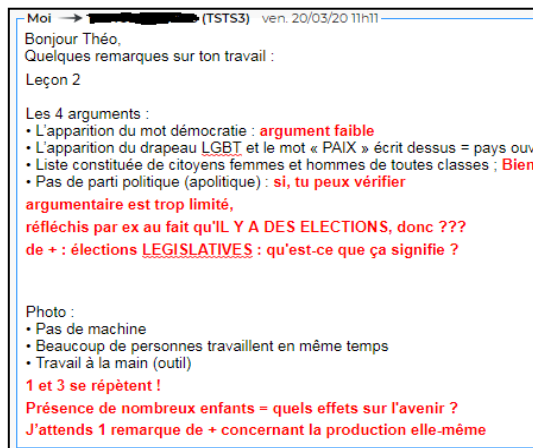 Moi → (TSTS3) ven. 20/03/20 11h11
Bonjour Théo,
Quelques remarques sur ton travail :
Leçon 2
Les 4 arguments :
• L'apparition du mot démocratie : argument faible
• L'apparition du drapeau LGBT et le mot « PAIX » écrit dessus = pays ouv
• Liste constituée de citoyens femmes et hommes de toutes classes ; Bien
• Pas de parti politique (apolitique) : si, tu peux vérifier
argumentaire est trop limité,
réfléchis par ex au fait qu'IL Y A DES ELECTIONS, donc ???
de + : élections LEGISLATIVES : qu'est-ce que ça signifie ?
Photo :
• Pas de machine
• Beaucoup de personnes travaillent en même temps
• Travail à la main (outil)
1 et 3 se répètent !
Présence de nombreux enfants = quels effets sur l'avenir ?
J'attends 1 remarque de + concernant la production elle-même